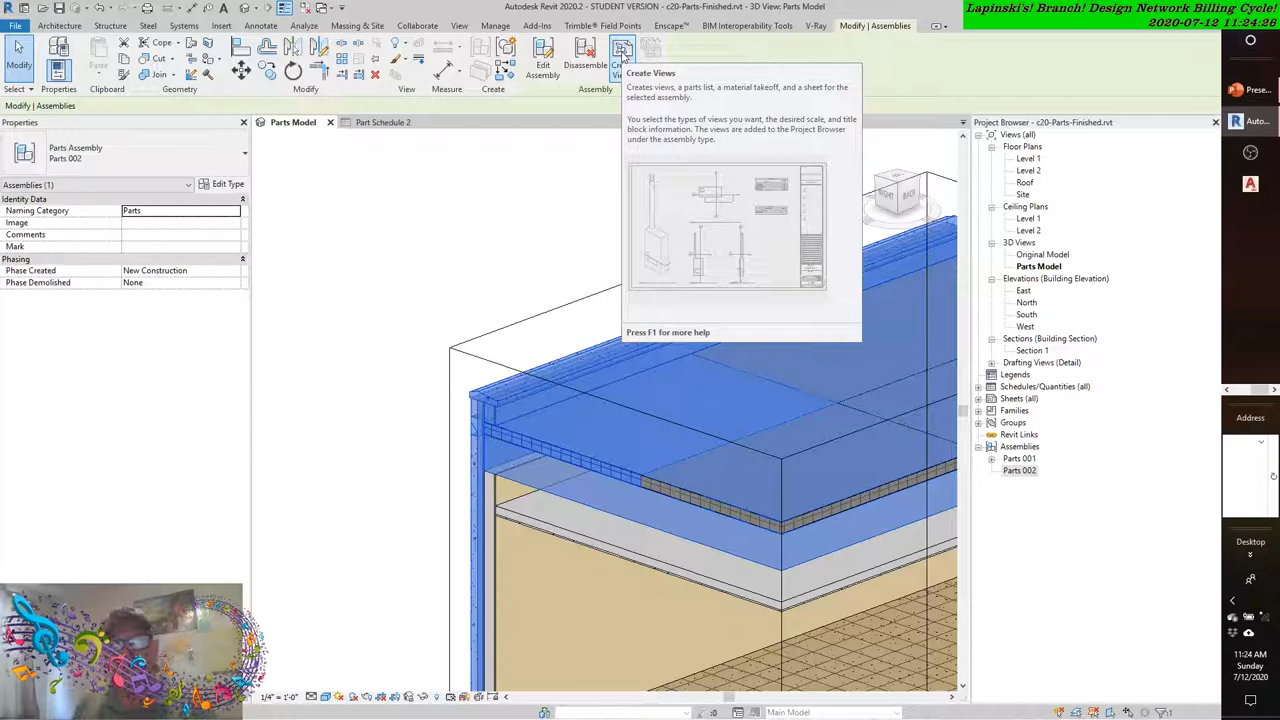 Autodesk Revit 2020.2 - STUDENT VERSION - c20-Parts-Finished.rvt - 3D View: Parts Model
Lapinski's! Branch! Design Network Billing Cycle!
2020-07-12 11:24:26
File Architecture Structure Steel Systems Insert Annotate Analyze Massing & Site Collaborate View Manage Add-Ins Trimble® Field Points Enscape™ BIM Interoperability Tools V-Ray Modify | Assemblies
Modify
Paste
Cope
Cut
Join
Edit Assembly
Disassemble
Select Properties Clipboard Geometry Modify View Measure Create Assembly
Modify | Assemblies
Create Views
Creates views, a parts list, a material takeoff, and a sheet for the
selected assembly.
You select the types of views you want, the desired scale, and title
block information. The views are added to the Project Browser
under the assembly type.
Press F1 for more help
Properties
Parts Model
Part Schedule 2
Parts Assembly
Parts 002
Assemblies (1)
Edit Type
Identity Data
Naming Category Parts
Image
Comments
Mark
Phasing
Phase Created New Construction
Phase Demolished None
RIGHT BACK
Project Browser - c20-Parts-Finished.rvt
Views (all)
Floor Plans
Level 1
Level 2
Roof
Site
Ceiling Plans
Level 1
Level 2
3D Views
Original Model
Parts Model
Elevations (Building Elevation)
East
North
South
West
Sections (Building Section)
Section 1
Drafting Views (Detail)
Legends
Schedules/Quantities (all)
Sheets (all)
Families
Groups
Revit Links
Assemblies
Parts 001
Parts 002
Prese...
Auto...
Address
Desktop
11:24 AM
Sunday
7/12/2020
1/4" = 1'-0"
:0
Main Model
:1